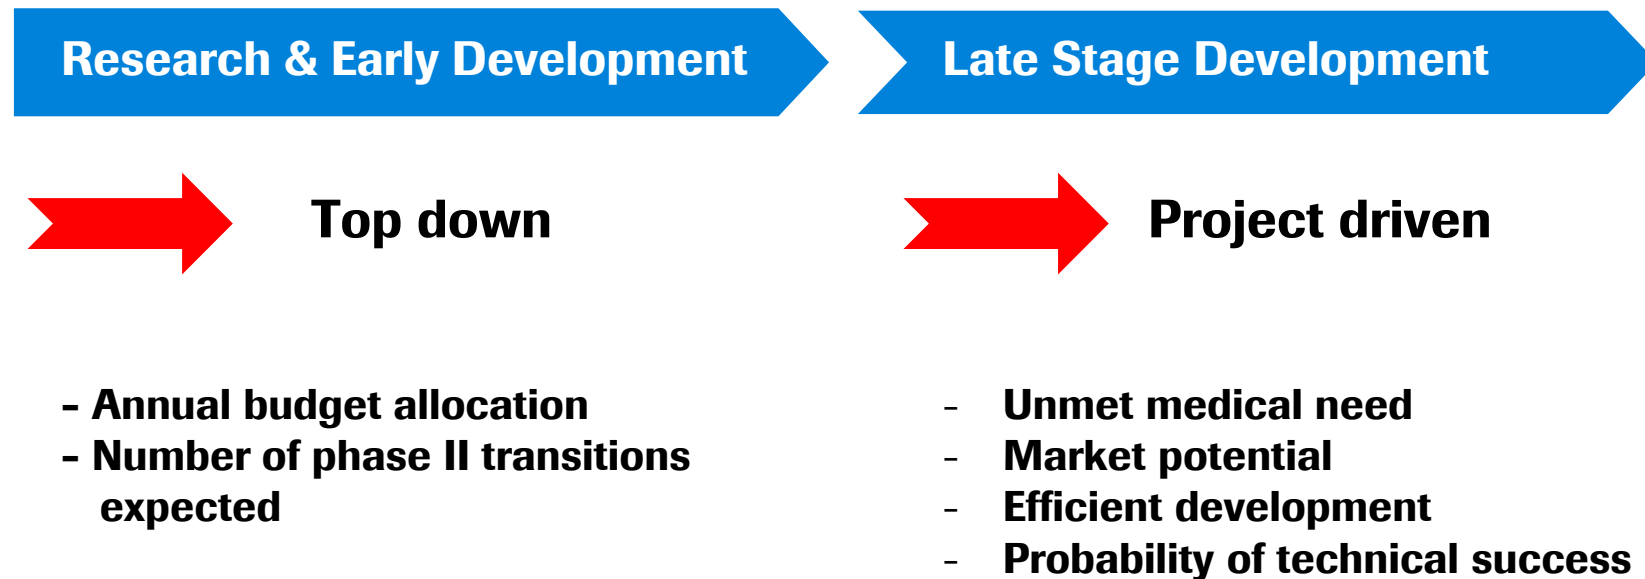 Research & Early Development
Late Stage Development
Top down
Project driven
- Annual budget allocation
- Number of phase II transitions
expected
- Unmet medical need
- Market potential
- Efficient development
- Probability of technical success